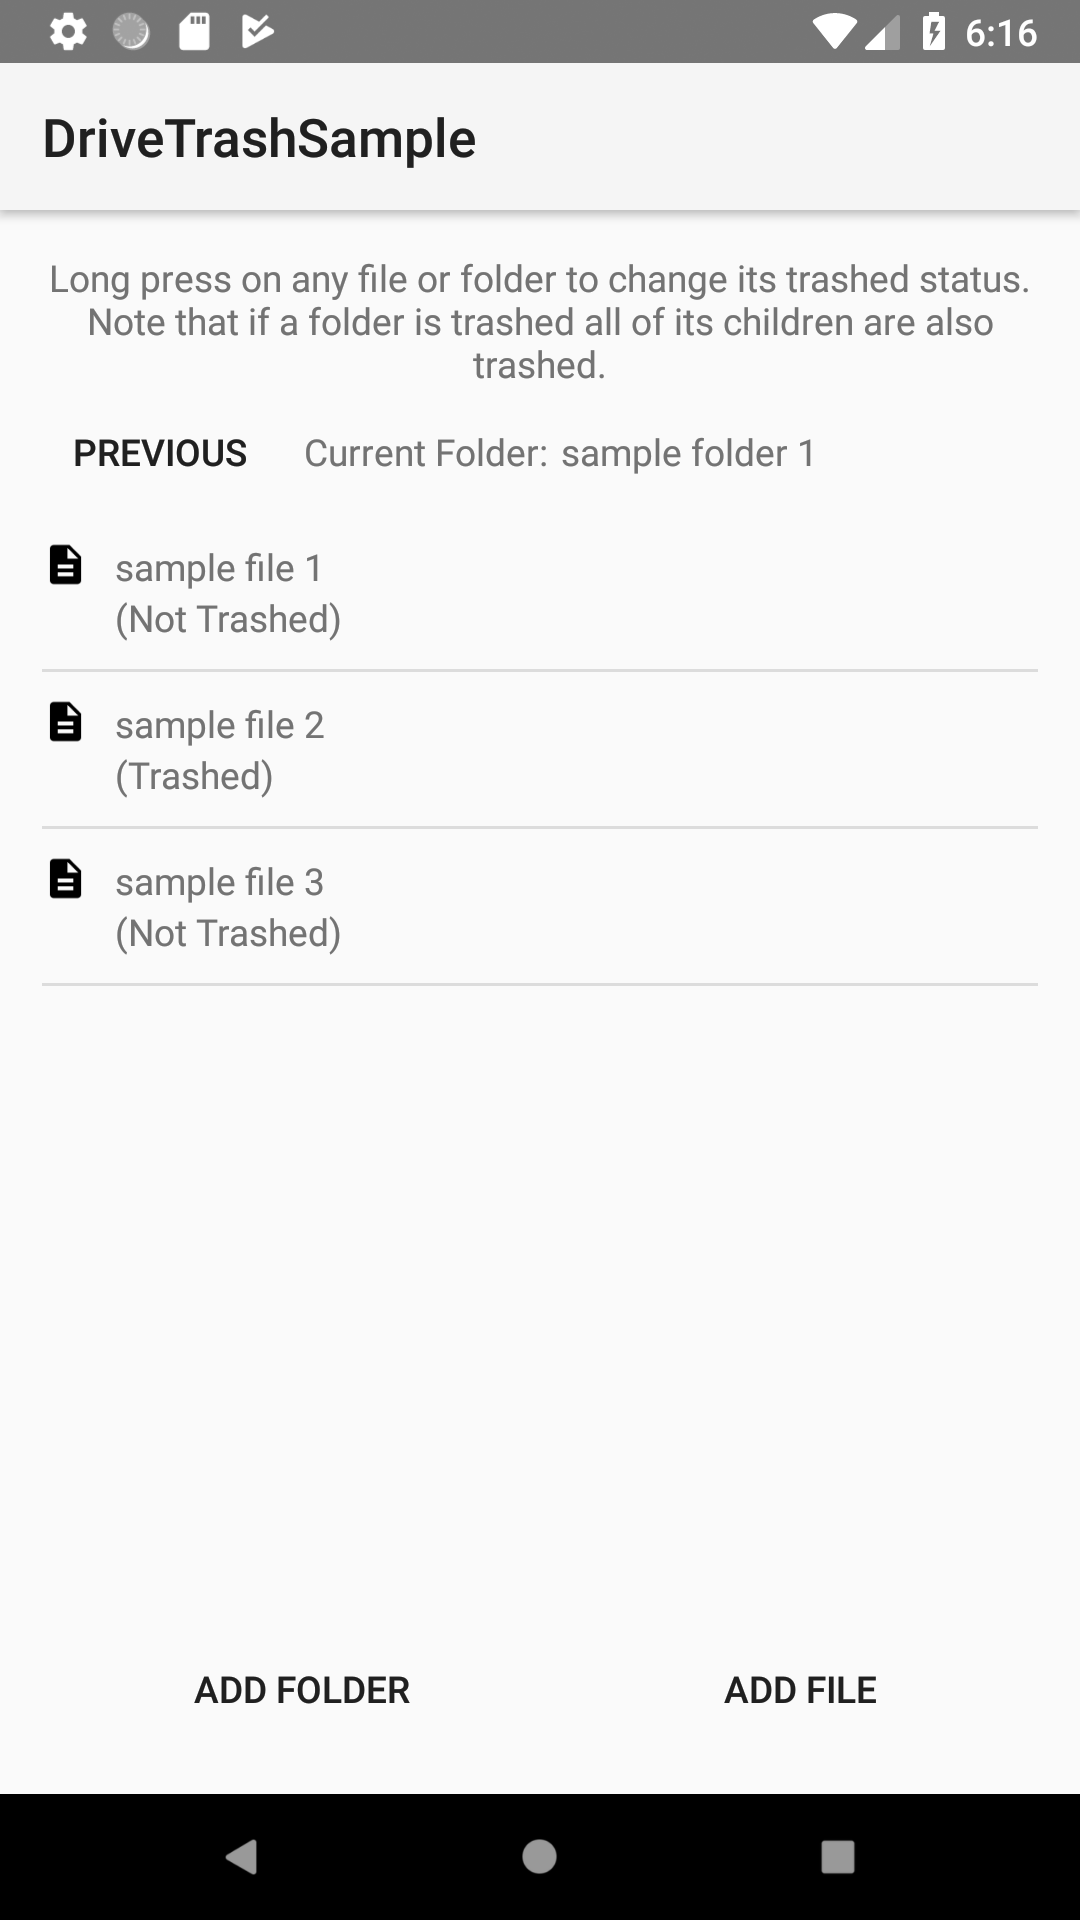 6:16
DriveTrashSample
Long press on any file or folder to change its trashed status.
Note that if a folder is trashed all of its children are also
trashed.
PREVIOUS Current Folder: sample folder 1
sample file 1
(Not Trashed)
sample file 2
(Trashed)
sample file 3
(Not Trashed)
ADD FOLDER ADD FILE